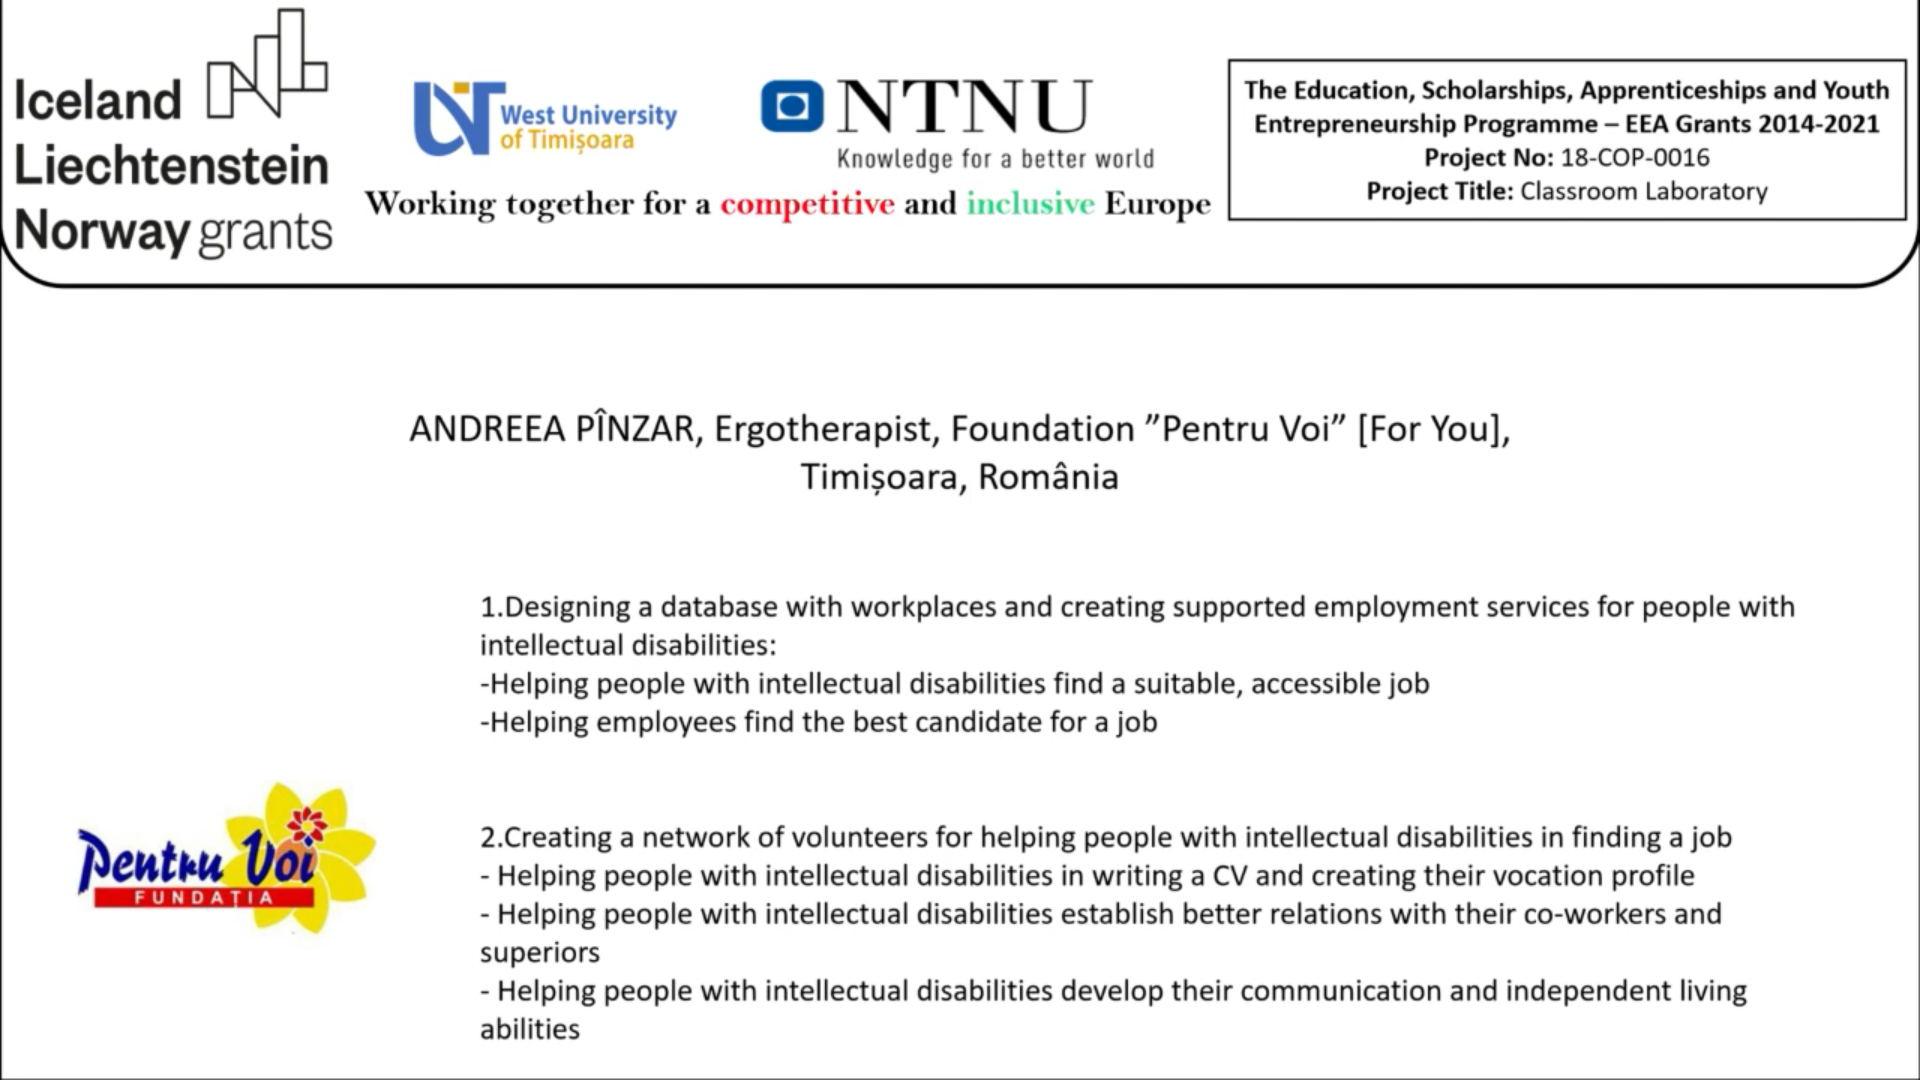 Iceland
Liechtenstein
Norway grants
West University
of Timișoara
NTNU
Knowledge for a better world
Working together for a competitive and inclusive Europe
The Education, Scholarships, Apprenticeships and Youth
Entrepreneurship Programme – EEA Grants 2014-2021
Project No: 18-COP-0016
Project Title: Classroom Laboratory
ANDREEA PÎNZAR, Ergotherapist, Foundation ”Pentru Voi” [For You],
Timișoara, România
1.Designing a database with workplaces and creating supported employment services for people with
intellectual disabilities:
-Helping people with intellectual disabilities find a suitable, accessible job
-Helping employees find the best candidate for a job
Pentru Voi
FUNDAȚIA
2.Creating a network of volunteers for helping people with intellectual disabilities in finding a job
- Helping people with intellectual disabilities in writing a CV and creating their vocation profile
- Helping people with intellectual disabilities establish better relations with their co-workers and
superiors
- Helping people with intellectual disabilities develop their communication and independent living
abilities